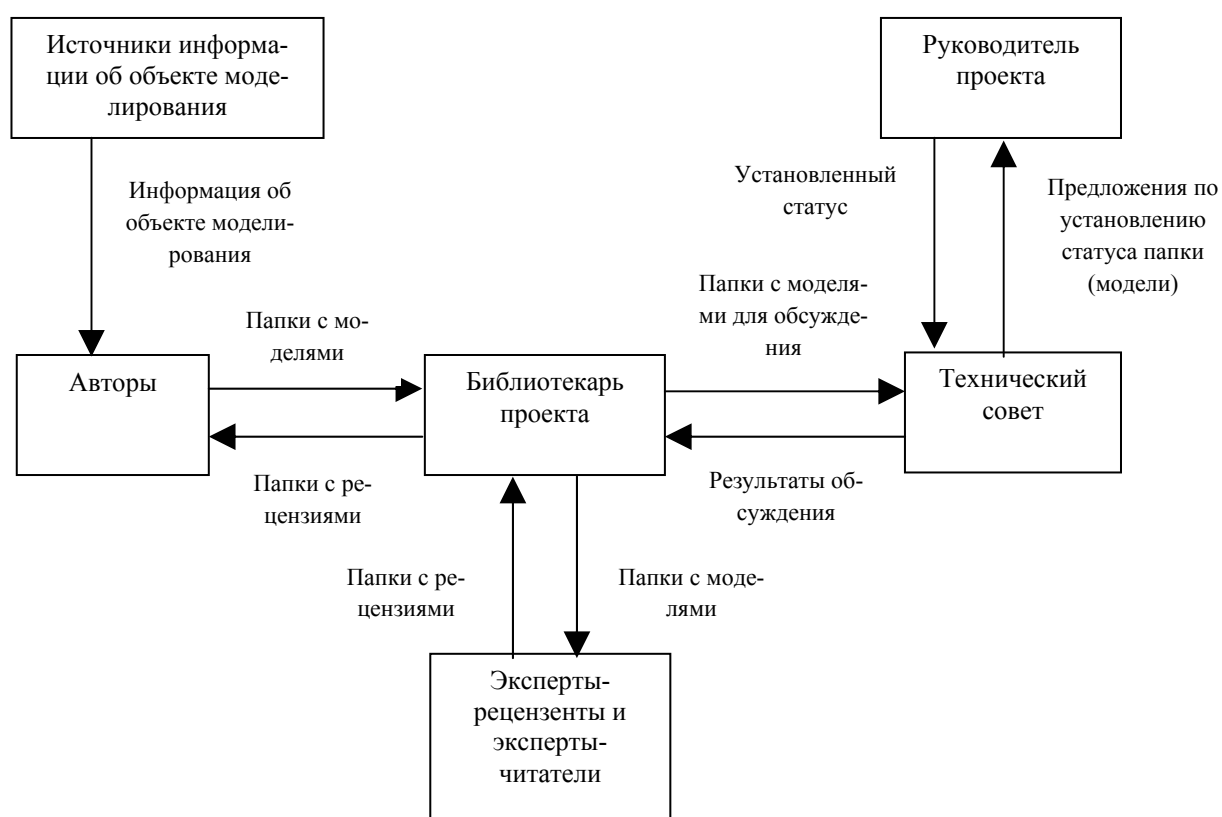 Источники информа-
ции об объекте моде-
лирования
Руководитель
проекта
Информация об
объекте модели-
рования
Установленный
статус
Предложения по
установлению
статуса папки
(модели)
Папки с мо-
делями
Папки с моделя-
ми для обсужде-
ния
Авторы
Библиотекарь
проекта
Технический
совет
Папки с ре-
цензиями
Результаты об-
суждения
Папки с ре-
цензиями
Папки с моде-
лями
Эксперты-
рецензенты и
эксперты-
читатели